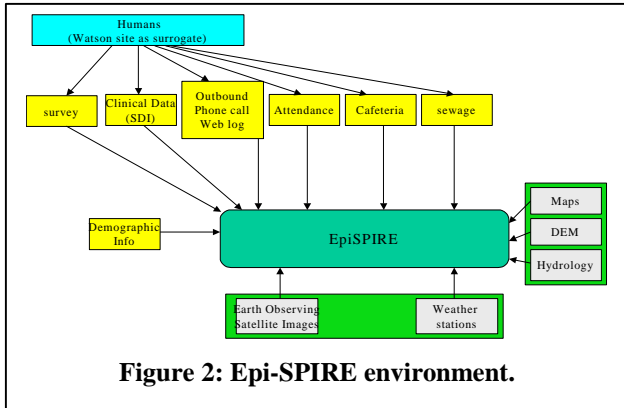 Humans
(Watson site as surrogate)
survey
Clinical Data
(SDI)
Outbound
Phone call
Web log
Attendance
Cafeteria
sewage
Demographic
Info
EpiSPIRE
Maps
DEM
Hydrology
Earth Observing
Satellite Images
Weather
stations
Figure 2: Epi-SPIRE environment.